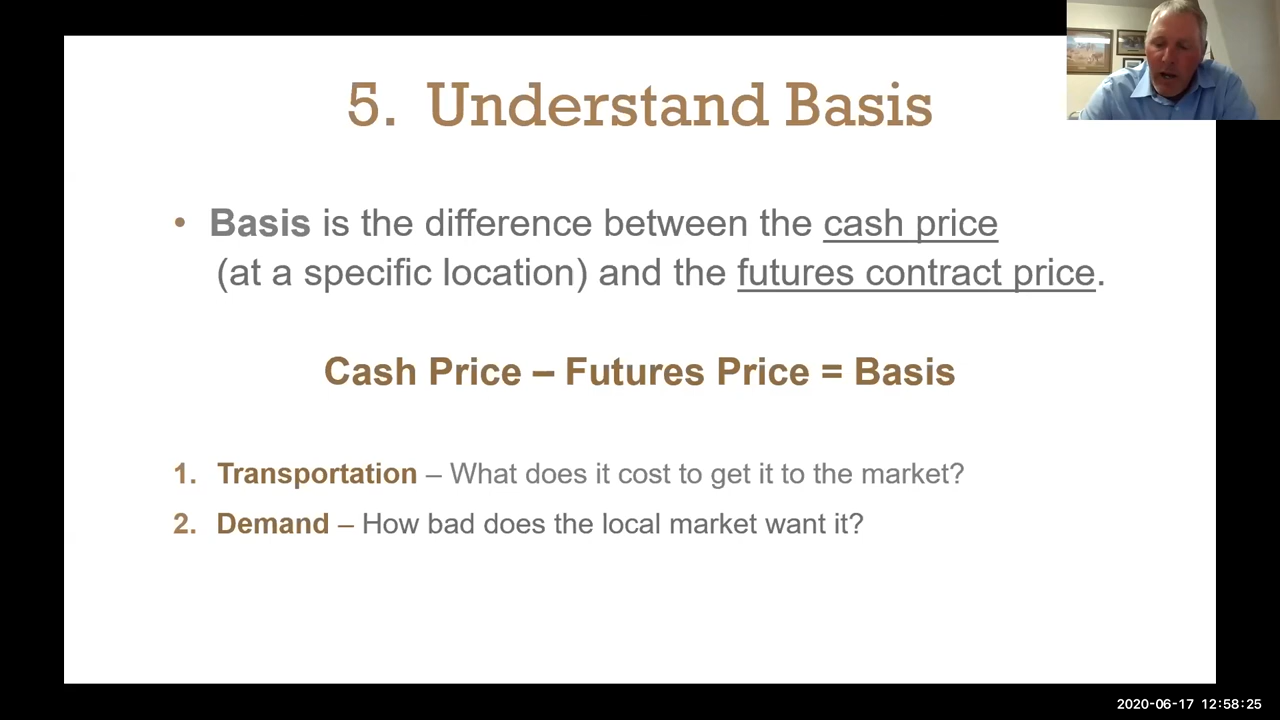 5. Understand Basis
• Basis is the difference between the cash price
(at a specific location) and the futures contract price.
Cash Price – Futures Price = Basis
1. Transportation – What does it cost to get it to the market?
2. Demand – How bad does the local market want it?
2020-06-17 12:58:25